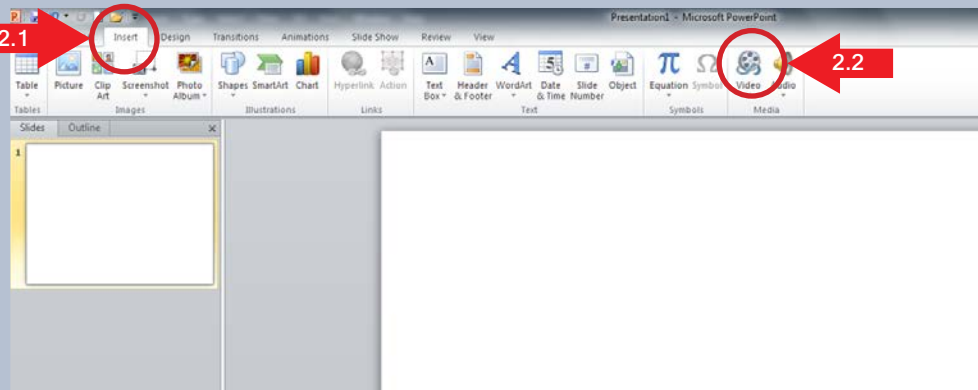 Presentation1 - Microsoft PowerPoint
2.1
Insert Design Transitions Animations Slide Show Review View
2.2
Table Picture Clip Art Screenshot Photo Album Shapes SmartArt Chart Hyperlink Action Text Box Header & Footer WordArt Date & Time Slide Number Object Equation Symbol Video Audio
Tables Images Illustrations Links Text Symbols Media
Slides Outline
1